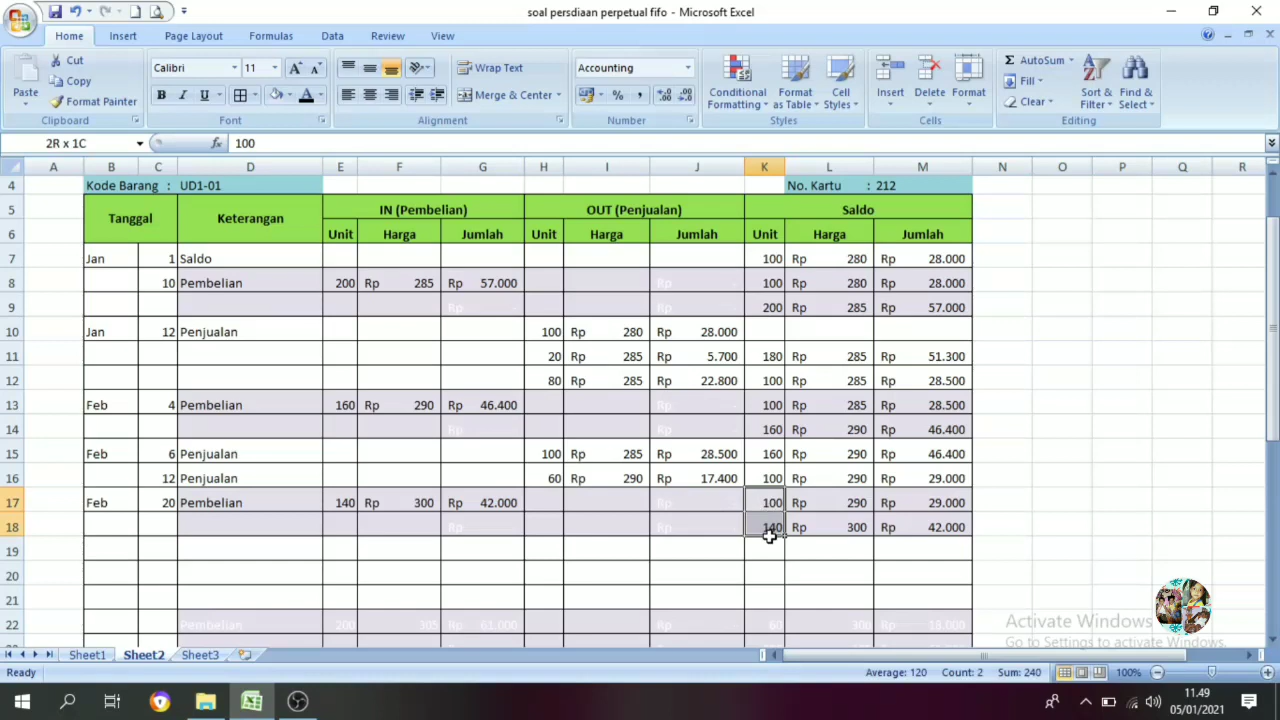 soal persdiaan perpetual fifo - Microsoft Excel
Home Insert Page Layout Formulas Data Review View
Paste Cut Copy Format Painter Clipboard
Calibri 11 B I U A Font
Wrap Text Merge & Center Alignment
Accounting % , Number
Conditional Formatting Format as Table Cell Styles Styles
Insert Delete Format Cells
Σ AutoSum Fill Clear Sort & Filter Find & Select Editing
2R x 1C fx 100
A B C D E F G H I J K L M N O P Q R
4 Kode Barang : UD1-01 No. Kartu : 212
5 Tanggal Keterangan IN (Pembelian) OUT (Penjualan) Saldo
6 Unit Harga Jumlah Unit Harga Jumlah Unit Harga Jumlah
7 Jan 1 Saldo 100 Rp 280 Rp 28.000
8 10 Pembelian 200 Rp 285 Rp 57.000 Rp - 100 Rp 280 Rp 28.000
9 Rp - 200 Rp 285 Rp 57.000
10 Jan 12 Penjualan 100 Rp 280 Rp 28.000
11 20 Rp 285 Rp 5.700 180 Rp 285 Rp 51.300
12 80 Rp 285 Rp 22.800 100 Rp 285 Rp 28.500
13 Feb 4 Pembelian 160 Rp 290 Rp 46.400 Rp - 100 Rp 285 Rp 28.500
14 Rp - 160 Rp 290 Rp 46.400
15 Feb 6 Penjualan 100 Rp 285 Rp 28.500 160 Rp 290 Rp 46.400
16 12 Penjualan 60 Rp 290 Rp 17.400 100 Rp 290 Rp 29.000
17 Feb 20 Pembelian 140 Rp 300 Rp 42.000 Rp - 100 Rp 290 Rp 29.000
18 Rp - 140 Rp 300 Rp 42.000
19
20
21
22 Pembelian 200 Rp 305 Rp 61.000 Rp - 60 Rp 300 Rp 18.000
Activate Windows
Go to Settings to activate Windows.
Sheet1 Sheet2 Sheet3
Ready Average: 120 Count: 2 Sum: 240 100%
11.49
05/01/2021